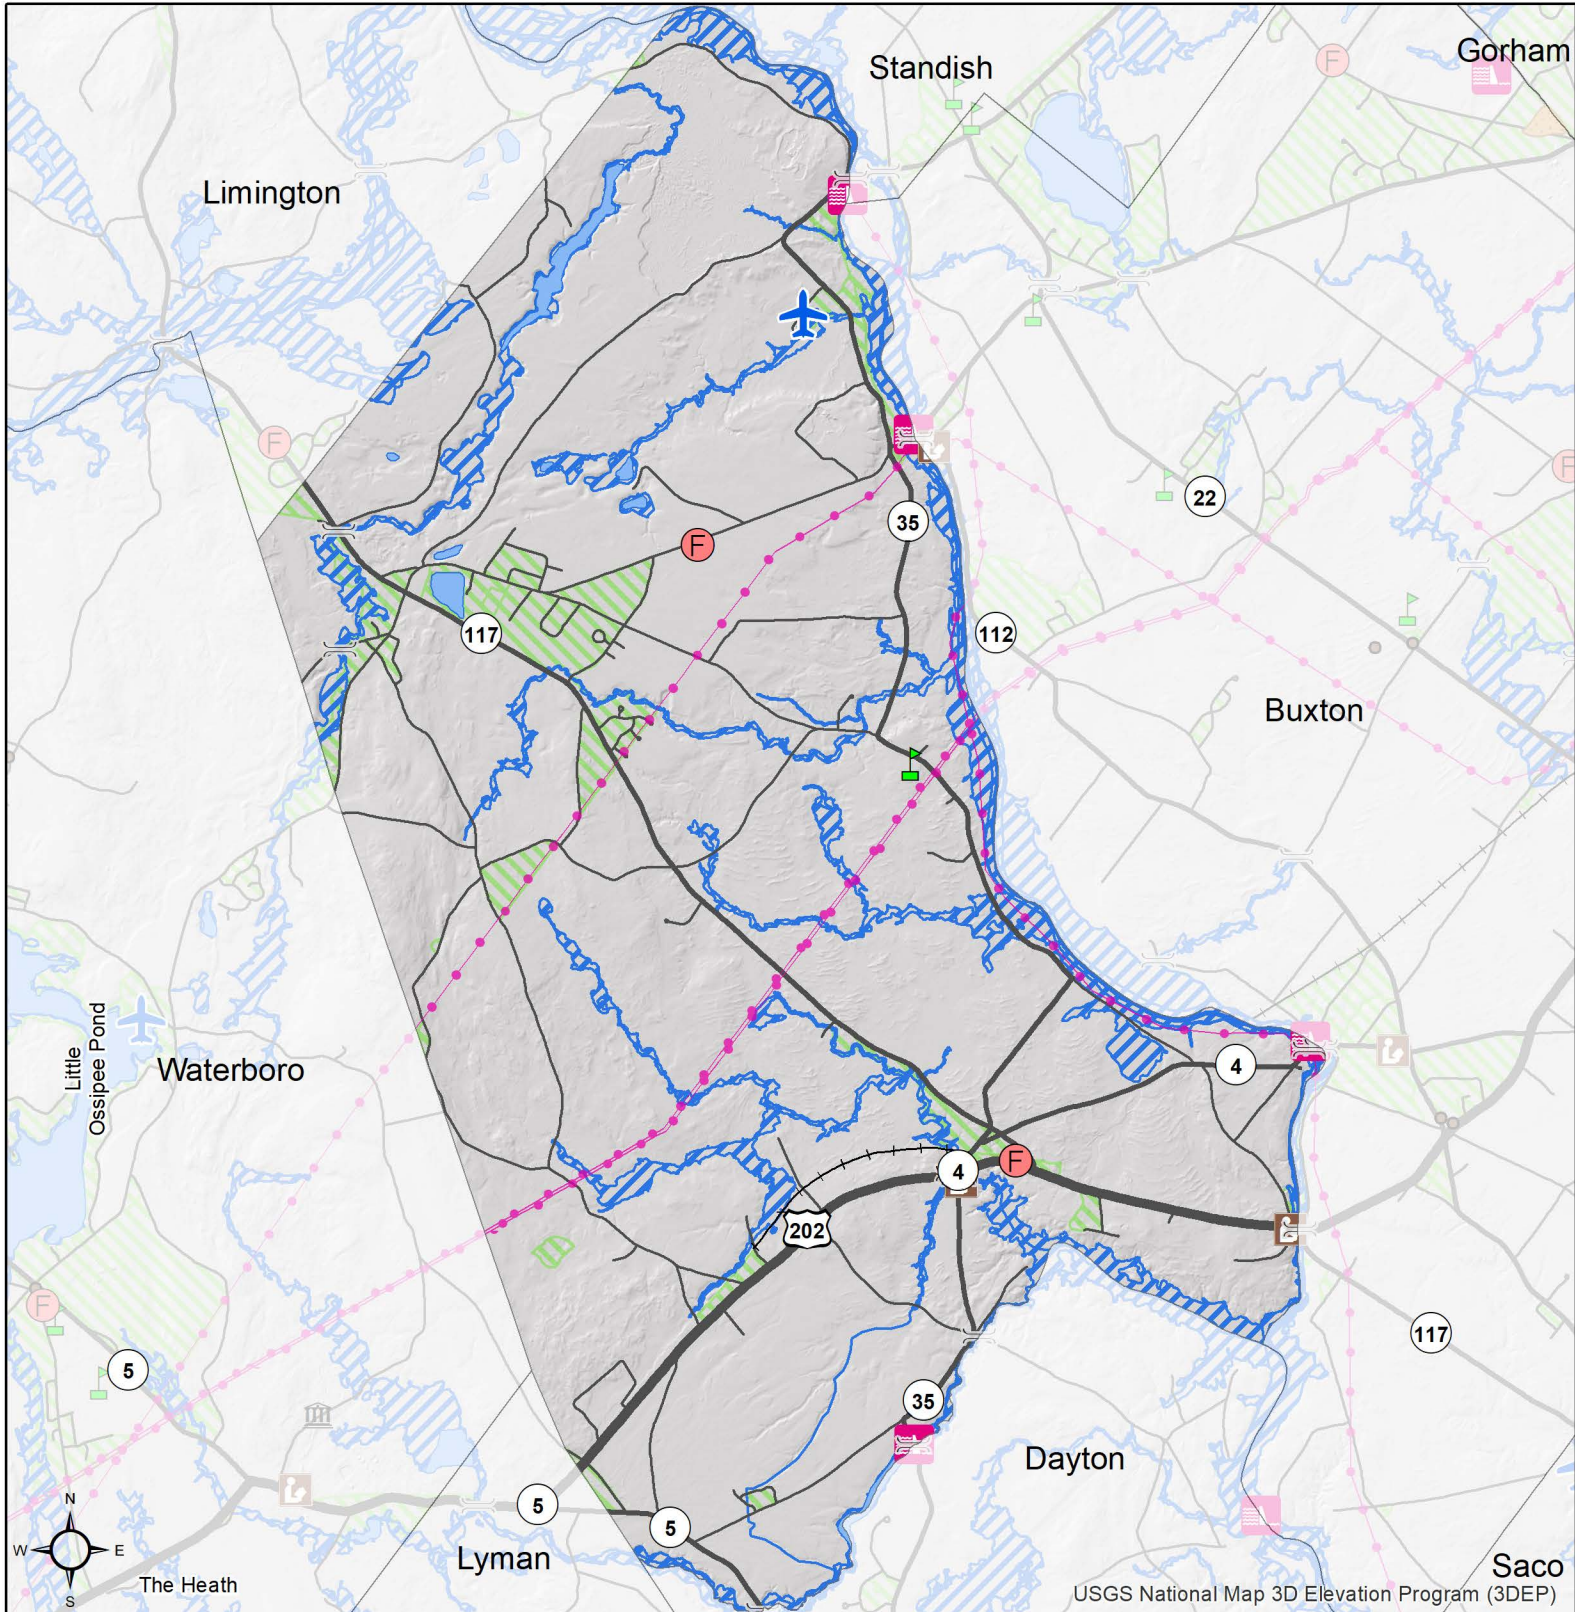 Standish
Gorham
F
Limington
F
F
22
35
F
117
112
Buxton
Little
Ossipee Pond
Waterboro
4
4
F
202
F
117
5
35
Dayton
5
5
Lyman
N
W E
S
The Heath
Saco
USGS National Map 3D Elevation Program (3DEP)